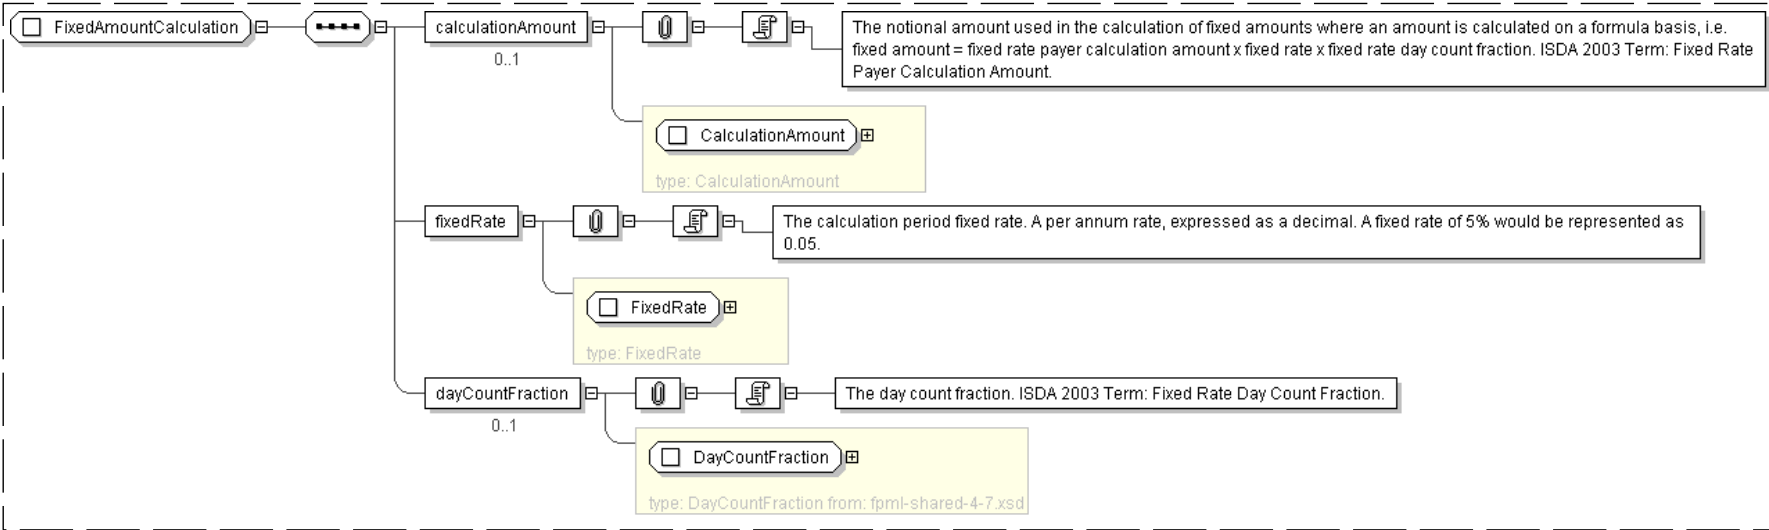 FixedAmountCalculation
calculationAmount
0..1
The notional amount used in the calculation of fixed amounts where an amount is calculated on a formula basis, i.e.
fixed amount = fixed rate payer calculation amount x fixed rate x fixed rate day count fraction. ISDA 2003 Term: Fixed Rate
Payer Calculation Amount.
CalculationAmount
type: CalculationAmount
fixedRate
The calculation period fixed rate. A per annum rate, expressed as a decimal. A fixed rate of 5% would be represented as
0.05.
FixedRate
type: FixedRate
dayCountFraction
0..1
The day count fraction. ISDA 2003 Term: Fixed Rate Day Count Fraction.
DayCountFraction
type: DayCountFraction from: fpml-shared-4-7.xsd